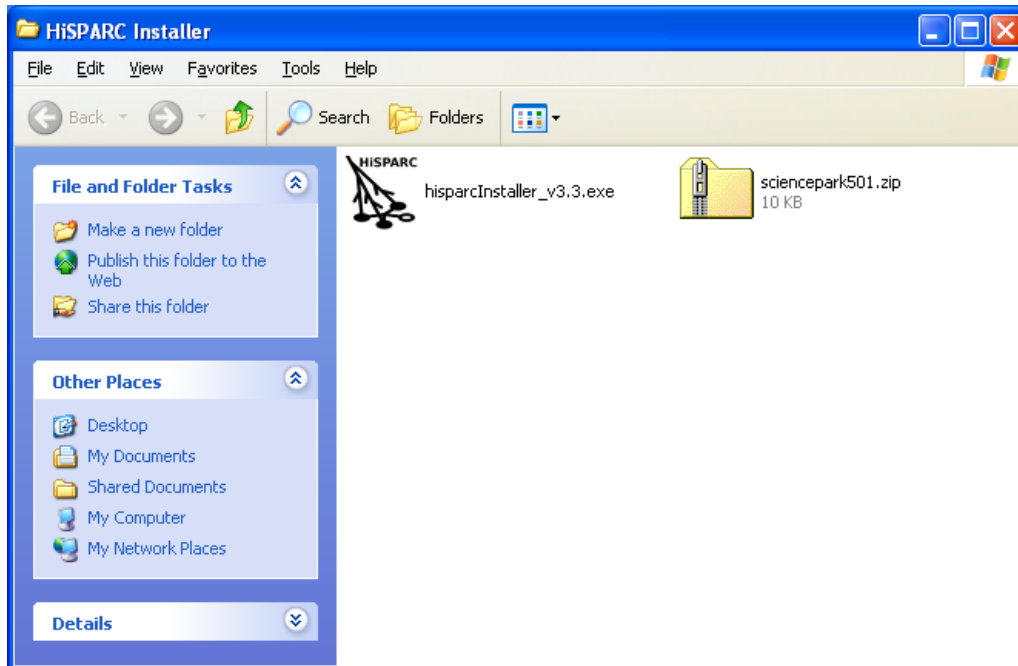 HiSPARC Installer
File Edit View Favorites Tools Help
Back Search Folders
File and Folder Tasks
Make a new folder
Publish this folder to the
Web
Share this folder
Other Places
Desktop
My Documents
Shared Documents
My Computer
My Network Places
Details
HiSPARC
hisparcInstaller_v3.3.exe
sciencepark501.zip
10 KB